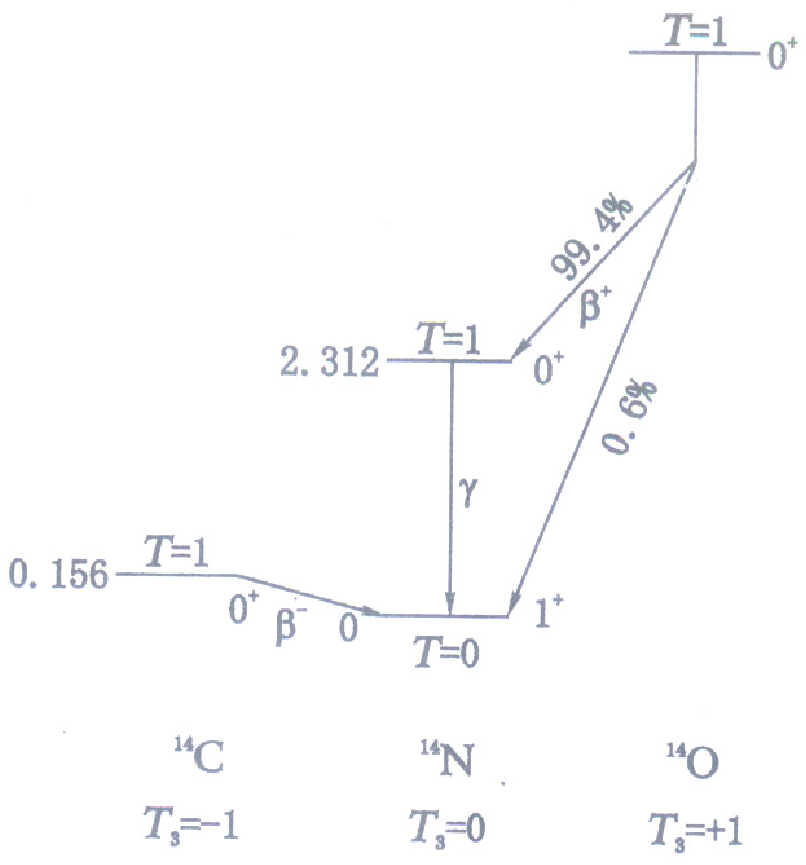 T=1
0⁺
99.4%
β⁺
T=1
2.312
0⁺
0.6%
γ
T=1
0.156
0⁺
β⁻
0
1⁺
T=0
¹⁴C
¹⁴N
¹⁴O
T₃=-1
T₃=0
T₃=+1